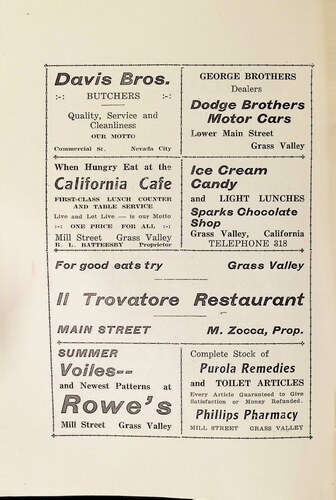 Davis Bros.
:-: BUTCHERS :-:
Quality, Service and
Cleanliness
OUR MOTTO
Commercial St. Nevada City
GEORGE BROTHERS
Dealers
Dodge Brothers
Motor Cars
Lower Main Street
Grass Valley
When Hungry Eat at the
California Cafe
FIRST-CLASS LUNCH COUNTER
AND TABLE SERVICE
Live and Let Live — is our Motto
:-: ONE PRICE FOR ALL :-:
Mill Street Grass Valley
R. L. BATTERSBY Proprietor
Ice Cream
Candy
and LIGHT LUNCHES
Sparks Chocolate
Shop
Grass Valley, California
TELEPHONE 318
For good eats try Grass Valley
Il Trovatore Restaurant
MAIN STREET M. Zocca, Prop.
SUMMER
Voiles--
and Newest Patterns at
Rowe's
Mill Street Grass Valley
Complete Stock of
Purola Remedies
and TOILET ARTICLES
Every Article Guaranteed to Give
Satisfaction or Money Refunded.
Phillips Pharmacy
MILL STREET GRASS VALLEY